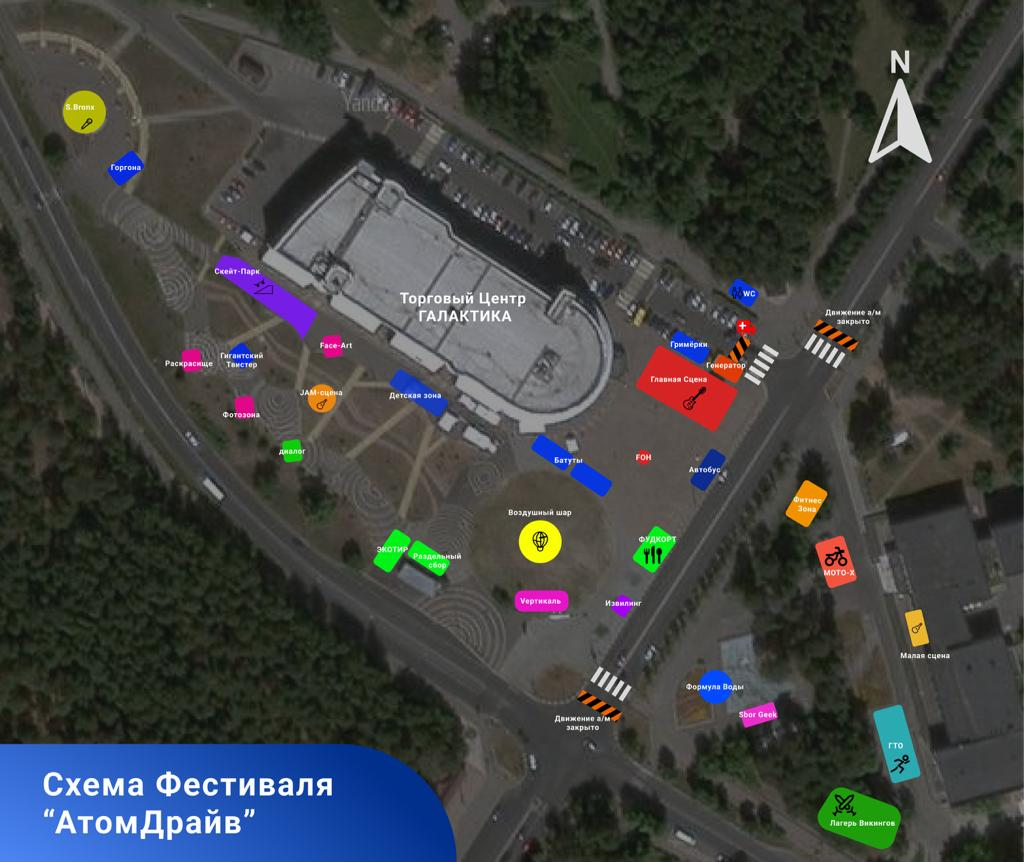 N
Yandex
S.Bronx
Горгона
Скейт-Парк
WC
Торговый Центр
ГАЛАКТИКА
Движение а/м
закрыто
Гримёрки
Face-Art
Раскрасище
Гигантский
Твистер
Генератор
Главная Сцена
JAM-сцена
Детская зона
Фотозона
диалог
Батуты
FOH
Автобус
Фитнес
Зона
Воздушный шар
ФУДКОРТ
ЭКОТИР
Раздельный
сбор
МОТО-Х
Vертикаль
Извилинг
Малая сцена
Формула Воды
Sbor Geek
Движение а/м
закрыто
ГТО
Лагерь Викингов
Схема Фестиваля
“АтомДрайв”